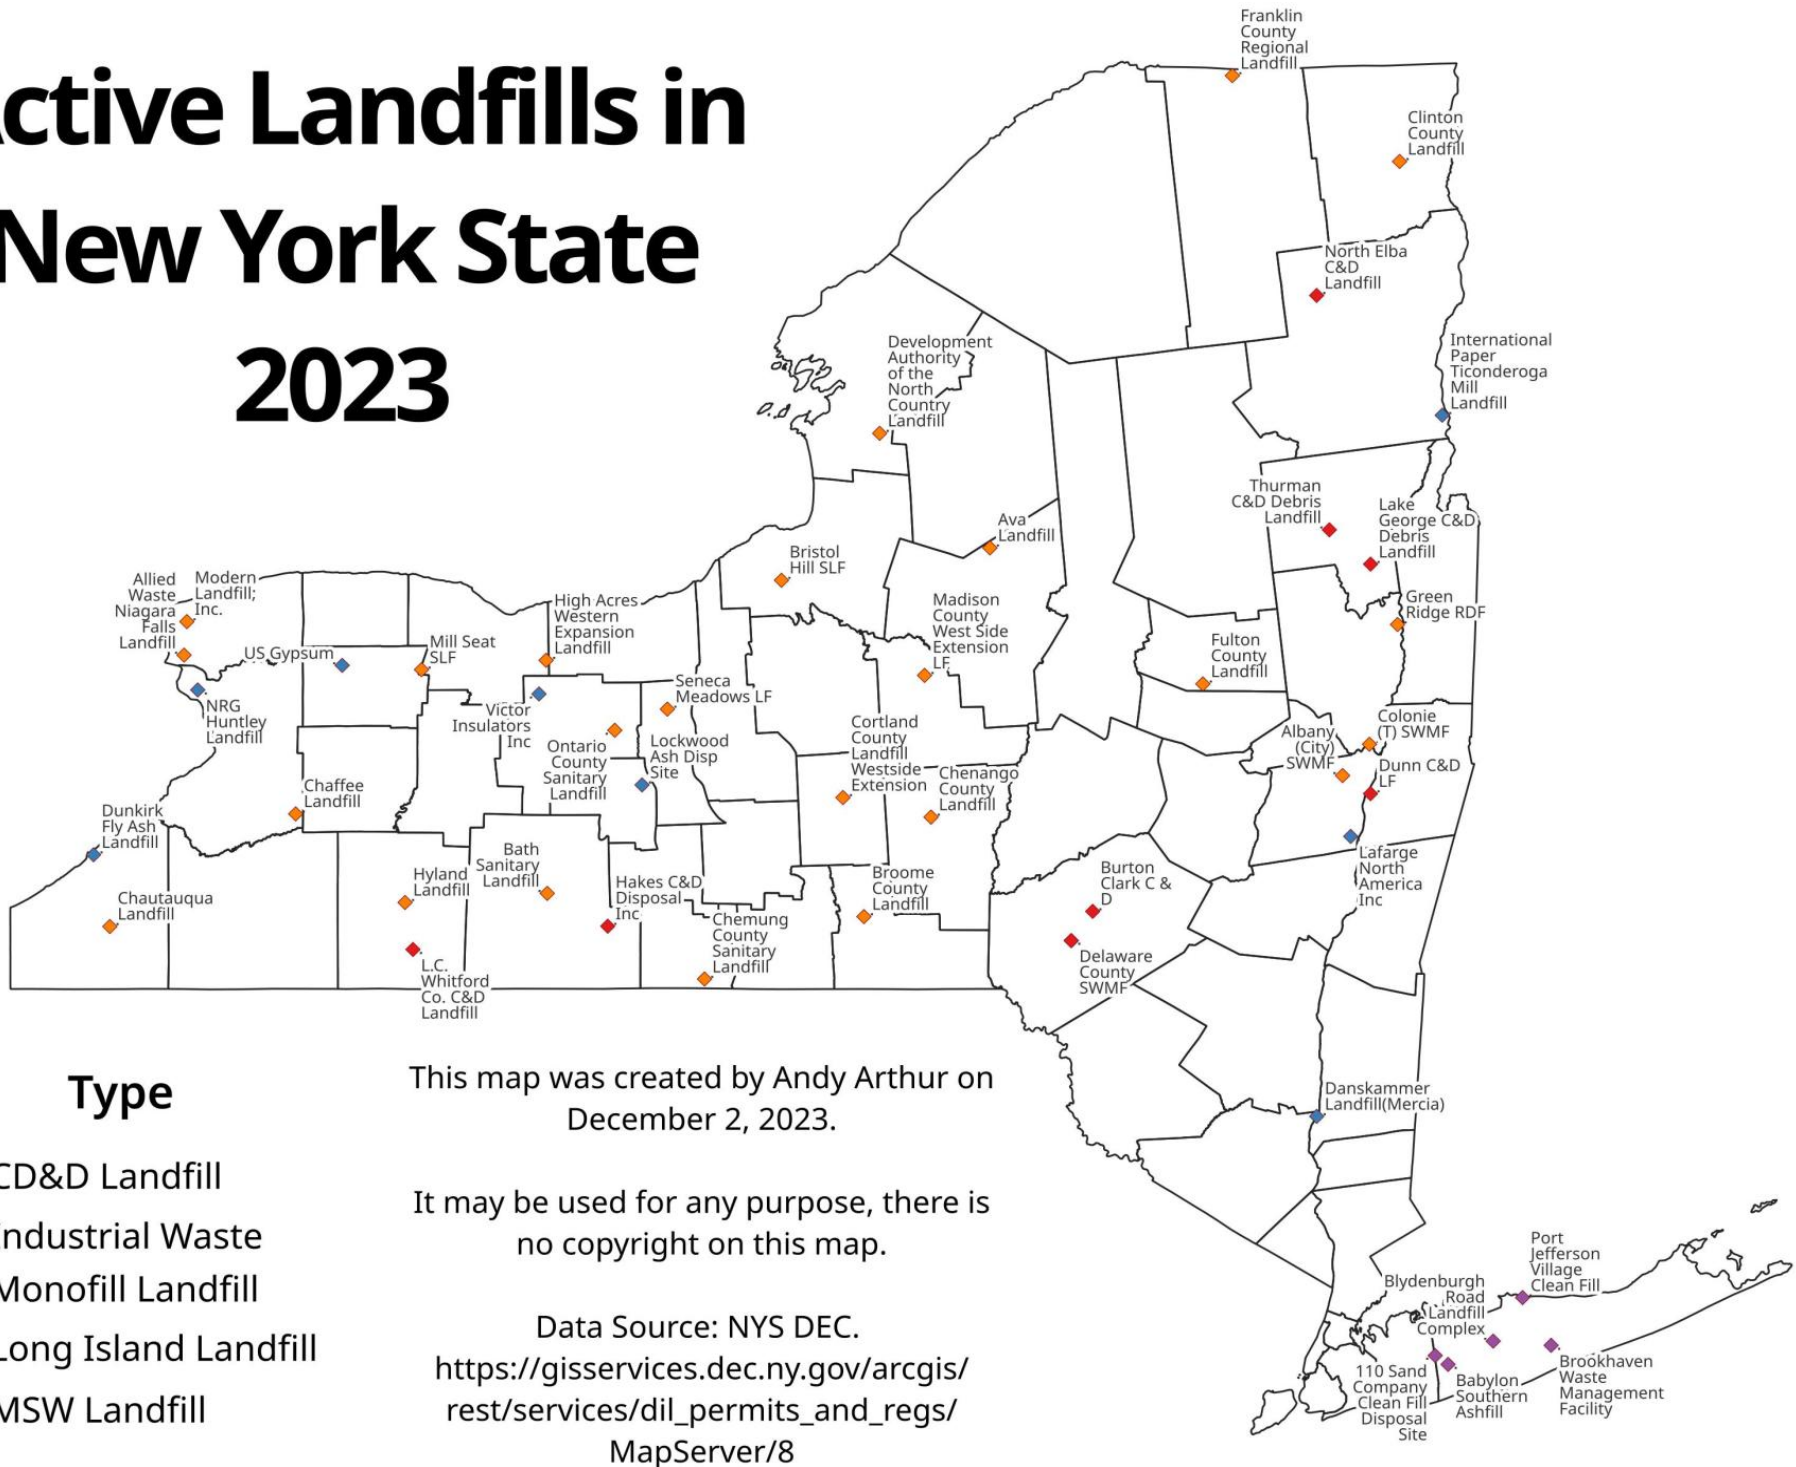 ctive Landfills in
New York State
2023
Franklin
County
Regional
Landfill
Clinton
County
Landfill
North Elba
C&D
Landfill
International
Paper
Ticonderoga
Mill
Landfill
Development
Authority
of the
North
Country
Landfill
Thurman
C&D Debris
Landfill
Lake
George C&D
Debris
Landfill
Ava
Landfill
Bristol
Hill SLF
Green
Ridge RDF
Allied
Waste
Niagara
Falls
Landfill
Modern
Landfill;
Inc.
High Acres
Western
Expansion
Landfill
Madison
County
West Side
Extension
LF
Fulton
County
Landfill
US Gypsum
Mill Seat
SLF
NRG
Huntley
Landfill
Victor
Insulators
Inc
Seneca
Meadows LF
Ontario
County
Sanitary
Landfill
Lockwood
Ash Disp
Site
Cortland
County
Landfill
Westside
Extension
Chenango
County
Landfill
Albany
(City)
SWMF
Colonie
(T) SWMF
Dunn C&D
LF
Chaffee
Landfill
Dunkirk
Fly Ash
Landfill
Lafarge
North
America
Inc
Chautauqua
Landfill
Hyland
Landfill
Bath
Sanitary
Landfill
Hakes C&D
Disposal
Inc
Broome
County
Landfill
Burton
Clark C &
D
Chemung
County
Sanitary
Landfill
L.C.
Whitford
Co. C&D
Landfill
Delaware
County
SWMF
Danskammer
Landfill(Mercia)
Port
Jefferson
Village
Clean Fill
Blydenburgh
Road
Landfill
Complex
110 Sand
Company
Clean Fill
Disposal
Site
Babylon
Southern
Ashfill
Brookhaven
Waste
Management
Facility
Type
CD&D Landfill
Industrial Waste
Monofill Landfill
Long Island Landfill
MSW Landfill
This map was created by Andy Arthur on
December 2, 2023.
It may be used for any purpose, there is
no copyright on this map.
Data Source: NYS DEC.
https://gisservices.dec.ny.gov/arcgis/
rest/services/dil_permits_and_regs/
MapServer/8